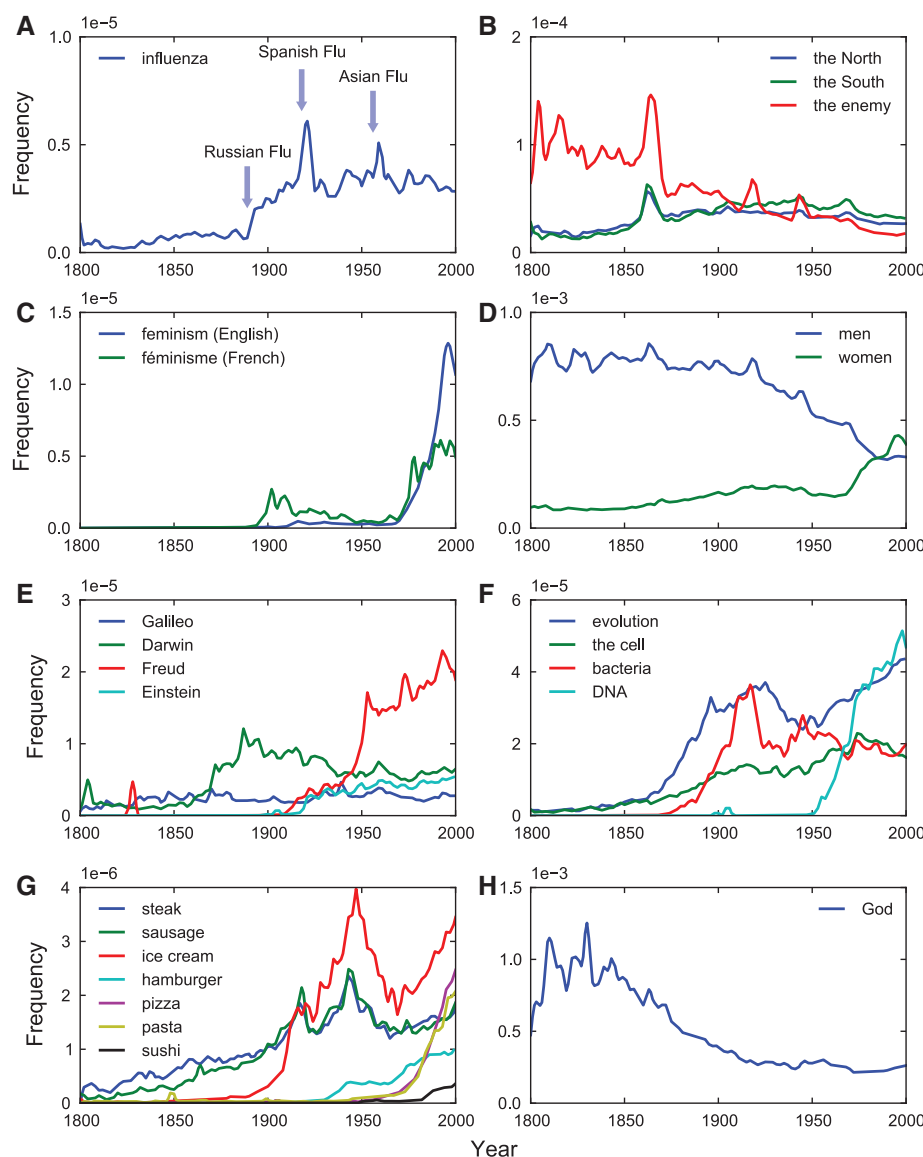 A
1e−5
1.0
0.5
0.0
Frequency
influenza
Spanish Flu
Asian Flu
Russian Flu
1800 1850 1900 1950 2000
B
2e−4
1
0
the North
the South
the enemy
1800 1850 1900 1950 2000
C
1e−5
1.5
1.0
0.5
0.0
Frequency
feminism (English)
féminisme (French)
1800 1850 1900 1950 2000
D
1e−3
1.0
0.5
0.0
men
women
1800 1850 1900 1950 2000
E
1e−5
3
2
1
0
Frequency
Galileo
Darwin
Freud
Einstein
1800 1850 1900 1950 2000
F
1e−5
6
4
2
0
evolution
the cell
bacteria
DNA
1800 1850 1900 1950 2000
G
1e−6
4
3
2
1
0
Frequency
steak
sausage
ice cream
hamburger
pizza
pasta
sushi
1800 1850 1900 1950 2000
H
1e−3
1.5
1.0
0.5
0.0
God
1800 1850 1900 1950 2000
Year